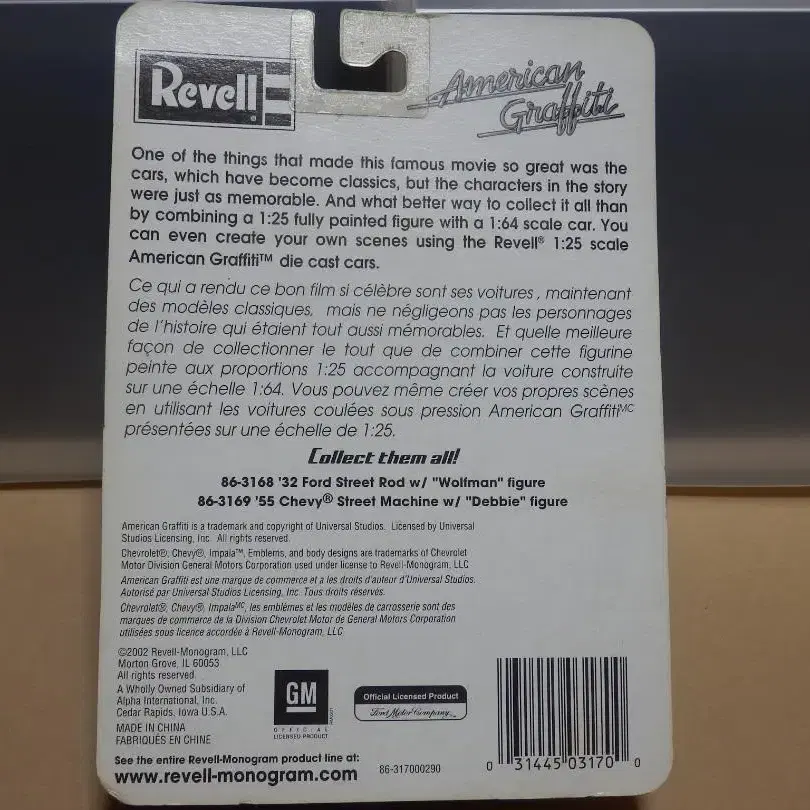 Revell
American
Graffiti
One of the things that made this famous movie so great was the
cars, which have become classics, but the characters in the story
were just as memorable. And what better way to collect it all than
by combining a 1:25 fully painted figure with a 1:64 scale car. You
can even create your own scenes using the Revell® 1:25 scale
American Graffiti™ die cast cars.
Ce qui a rendu ce bon film si célèbre sont ses voitures , maintenant
des modèles classiques, mais ne négligeons pas les personnages
de l'histoire qui étaient tout aussi mémorables. Et quelle meilleure
façon de collectionner le tout que de combiner cette figurine
peinte aux proportions 1:25 accompagnant la voiture construite
sur une échelle 1:64. Vous pouvez même créer vos propres scènes
en utilisant les voitures coulées sous pression American Graffiti MC
présentées sur une échelle de 1:25.
Collect them all!
86-3168 '32 Ford Street Rod w/ "Wolfman" figure
86-3169 '55 Chevy® Street Machine w/ "Debbie" figure
American Graffiti is a trademark and copyright of Universal Studios. Licensed by Universal
Studios Licensing, Inc. All rights reserved.
Chevrolet®, Chevy®, Impala™, Emblems, and body designs are trademarks of Chevrolet
Motor Division General Motors Corporation used under license to Revell-Monogram, LLC
American Graffiti est une marque de commerce et a les droits d'auteur d'Universal Studios.
Autorisé par Universal Studios Licensing, Inc. Tous droits réservés.
Chevrolet®, Chevy®, Impala MC, les emblèmes et les modèles de carrosserie sont des
marques de commerce de la Division Chevrolet Motor de General Motors Corporation
utilisées sous licence accordée à Revell-Monogram, LLC
©2002 Revell-Monogram, LLC
Morton Grove, IL 60053
All rights reserved
A Wholly Owned Subsidiary of
Alpha International, Inc.
Cedar Rapids, Iowa U.S.A.
MADE IN CHINA
FABRIQUÉS EN CHINE
GM
OFFICIAL
LICENSED PRODUCT
Official Licensed Product
Ford Motor Company
See the entire Revell-Monogram product line at:
www.revell-monogram.com
86-317000290
0 31445 03170 0